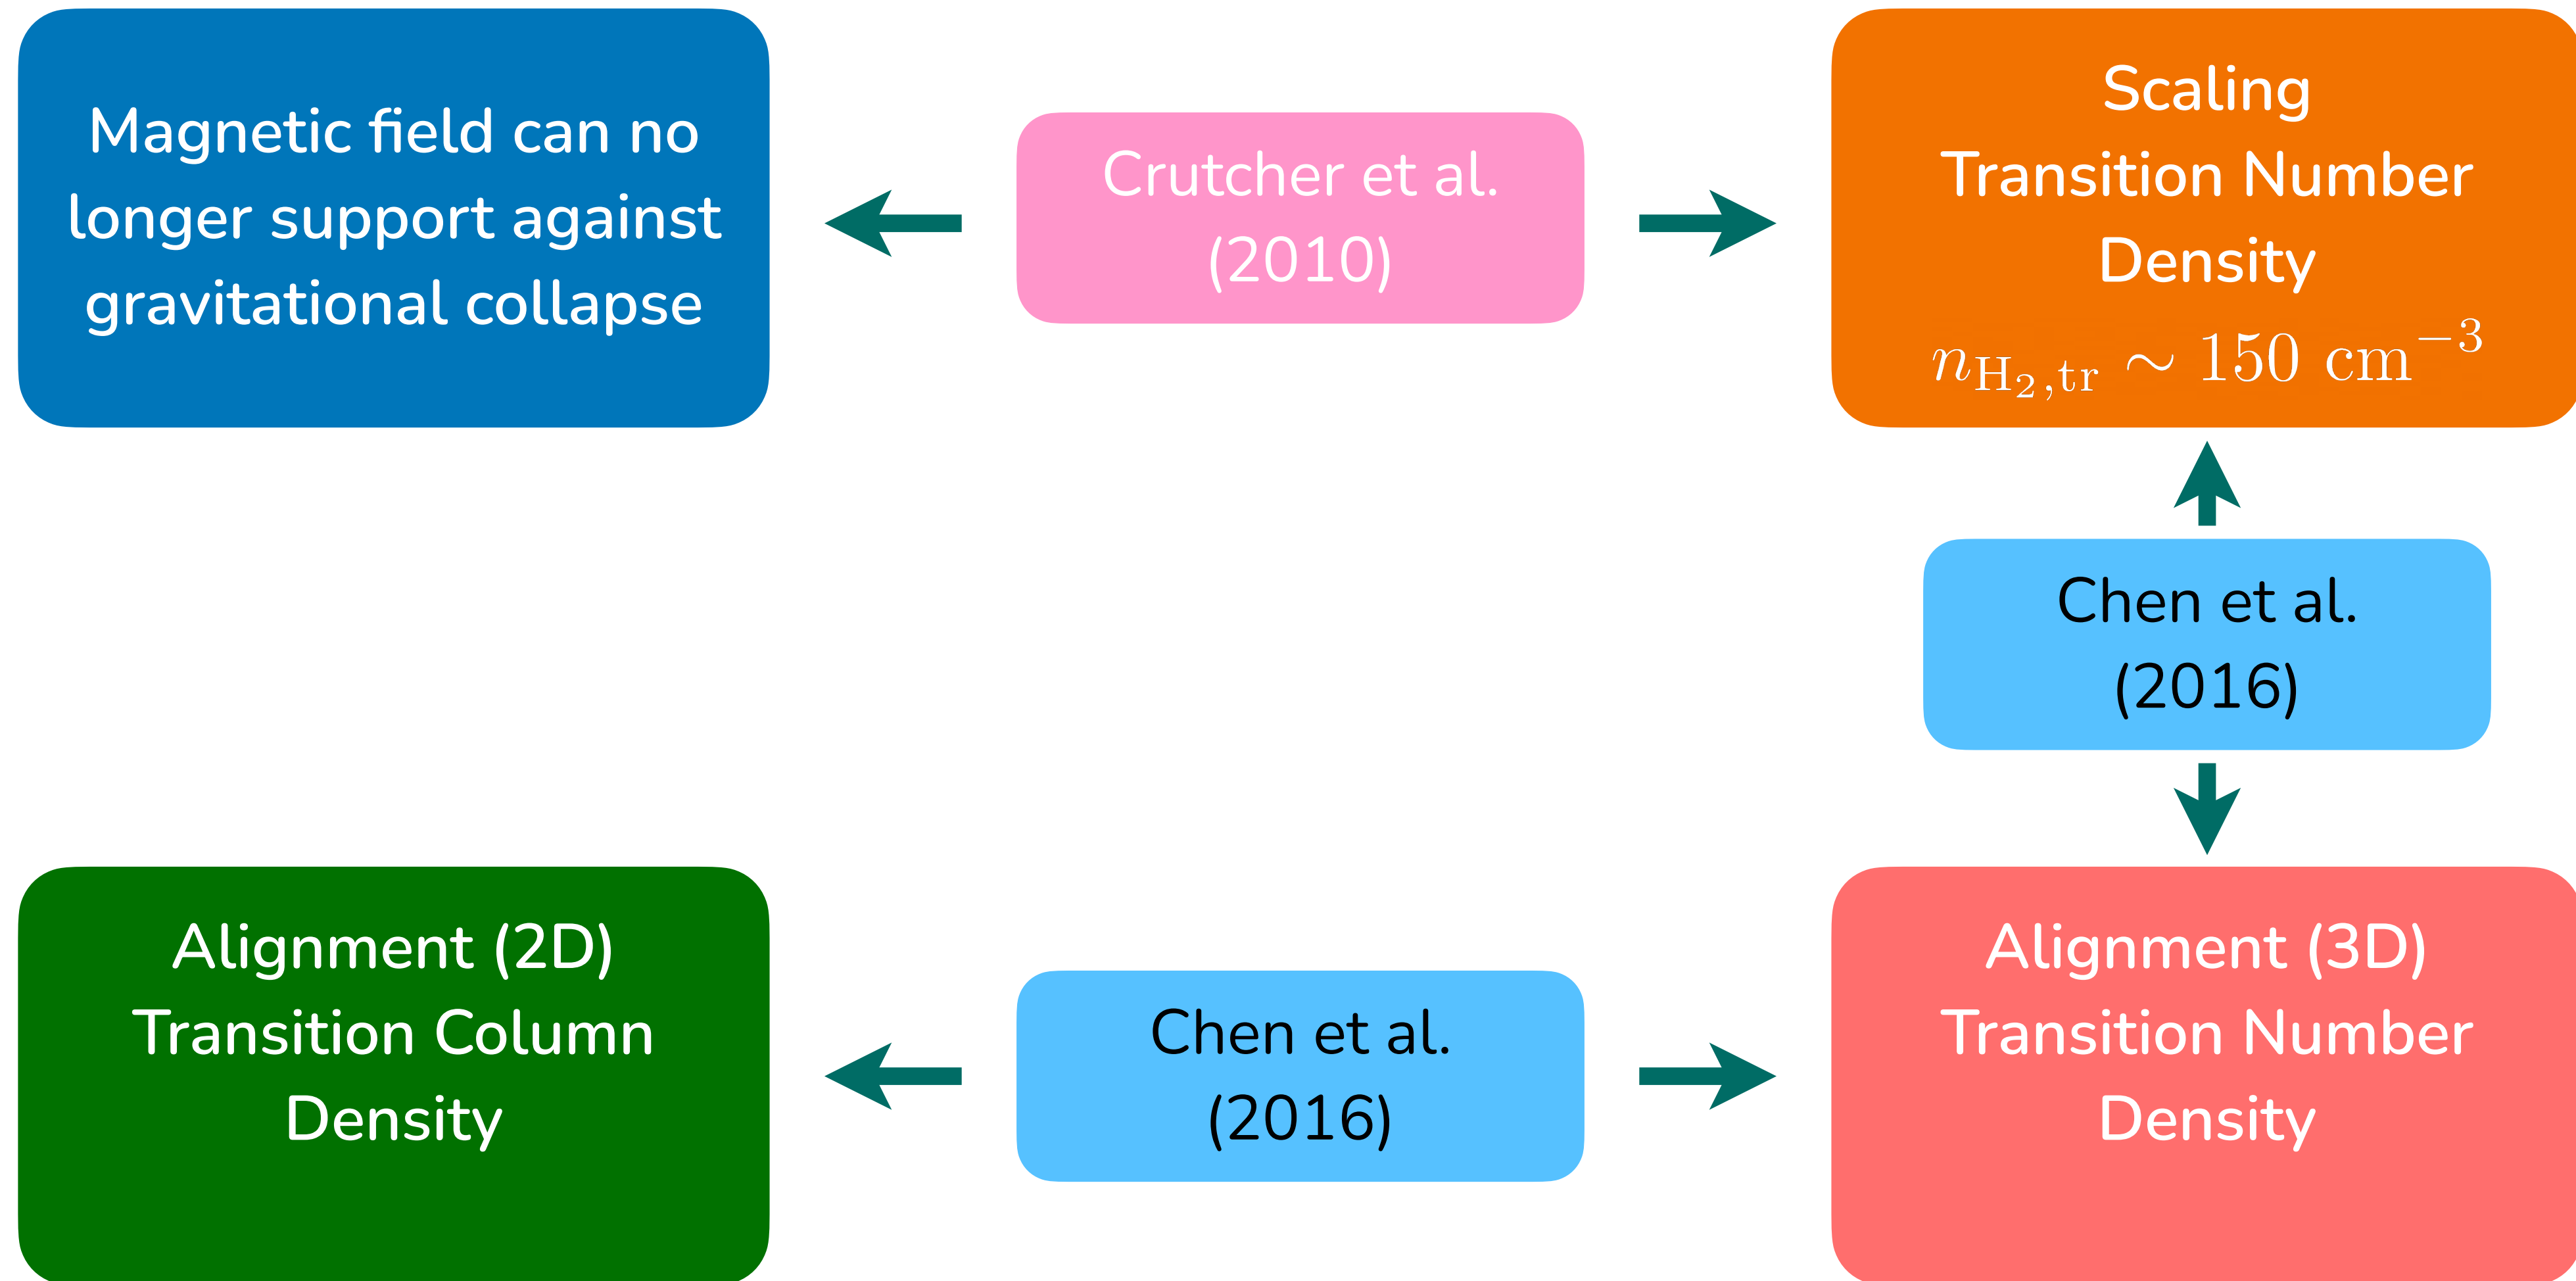 Magnetic field can no
longer support against
gravitational collapse
Crutcher et al.
(2010)
Scaling
Transition Number
Density
n_{H_2,tr} ∼ 150 cm^{−3}
Chen et al.
(2016)
Alignment (2D)
Transition Column
Density
Chen et al.
(2016)
Alignment (3D)
Transition Number
Density